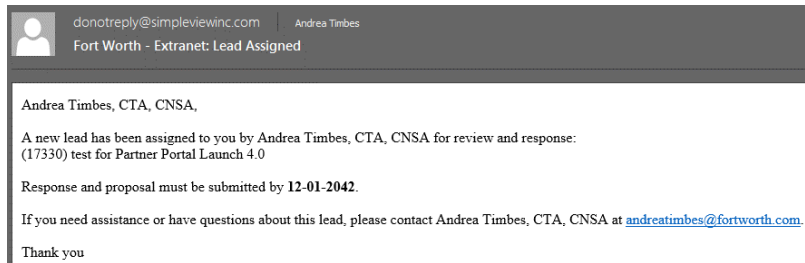 donotreply@simpleviewinc.com Andrea Timbes
Fort Worth - Extranet: Lead Assigned
Andrea Timbes, CTA, CNSA,
A new lead has been assigned to you by Andrea Timbes, CTA, CNSA for review and response:
(17330) test for Partner Portal Launch 4.0
Response and proposal must be submitted by 12-01-2042.
If you need assistance or have questions about this lead, please contact Andrea Timbes, CTA, CNSA at andreatimbes@fortworth.com.
Thank you